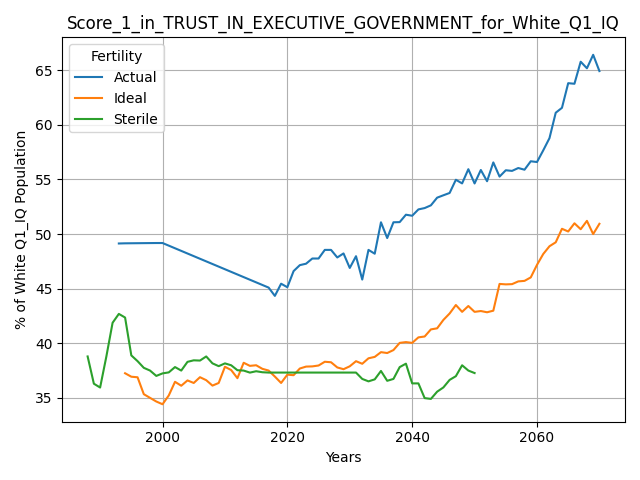 Score_1_in_TRUST_IN_EXECUTIVE_GOVERNMENT_for_White_Q1_IQ
Fertility
Actual
Ideal
Sterile
% of White Q1_IQ Population
65
60
55
50
45
40
35
2000
2020
2040
2060
Years